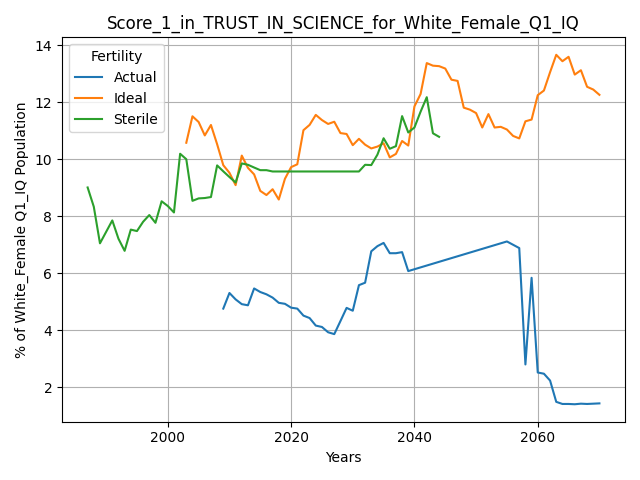 Score_1_in_TRUST_IN_SCIENCE_for_White_Female_Q1_IQ
Fertility
Actual
Ideal
Sterile
% of White_Female Q1_IQ Population
14
12
10
8
6
4
2
2000
2020
2040
2060
Years